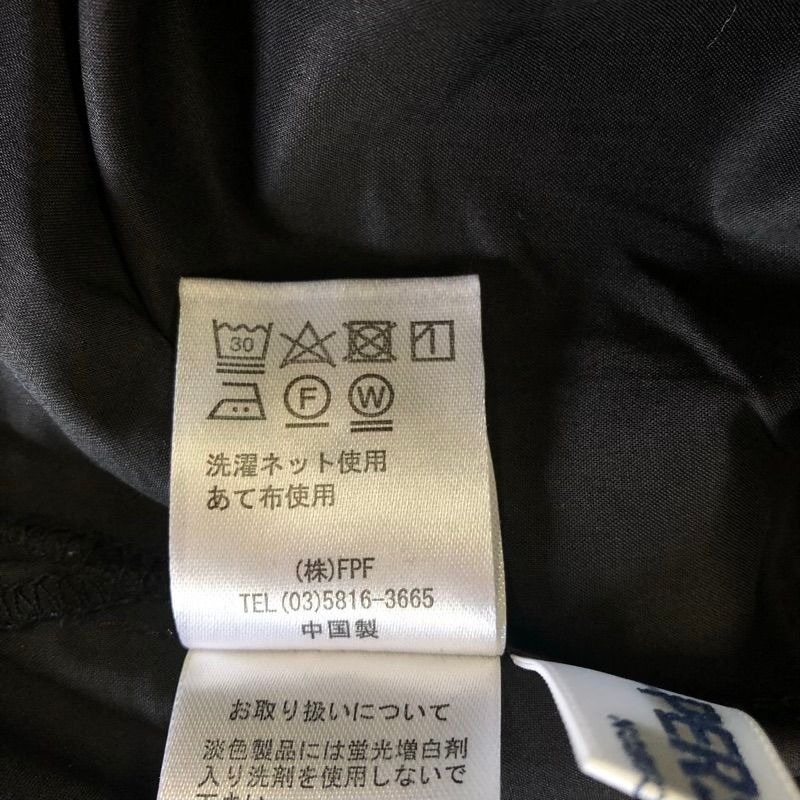 30
F W
洗濯ネット使用
あて布使用
(株)FPF
TEL(03)5816-3665
中国製
お取り扱いについて
淡色製品には蛍光増白剤
入り洗剤を使用しないで